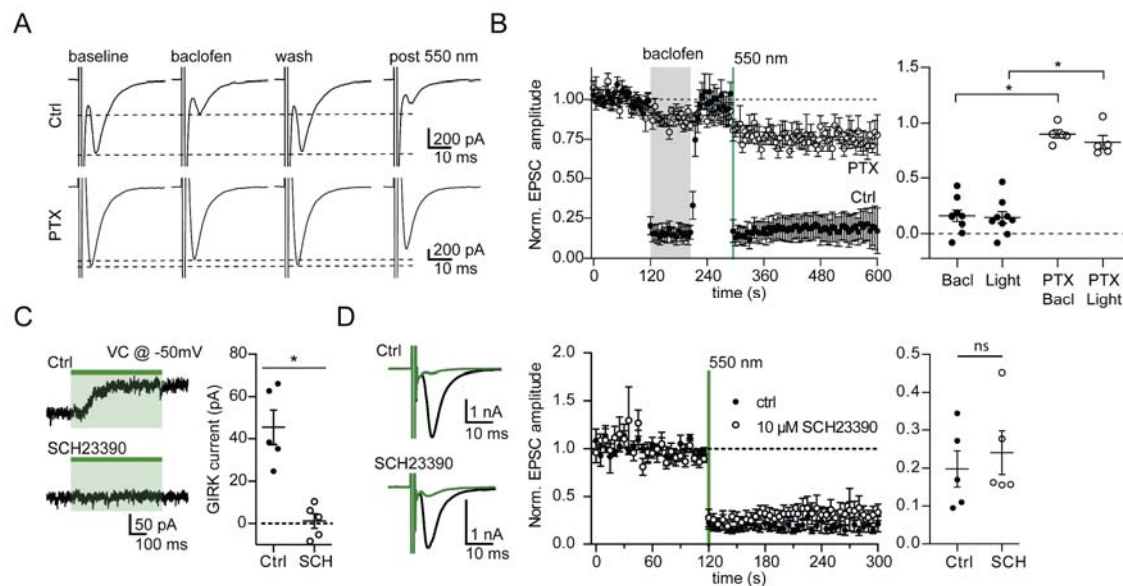 A
baseline
baclofen
wash
post 550 nm
Ctrl
200 pA
10 ms
PTX
200 pA
10 ms
B
baclofen
550 nm
Norm. EPSC amplitude
1.00
0.75
0.50
0.25
0.00
PTX
Ctrl
0
120
240
360
480
600
time (s)
1.5
1.0
0.5
0.0
*
*
Bacl
Light
PTX
Bacl
PTX
Light
C
VC @ -50mV
Ctrl
SCH23390
50 pA
100 ms
GIRK current (pA)
80
60
40
20
0
*
Ctrl
SCH
D
Ctrl
1 nA
10 ms
SCH23390
1 nA
10 ms
Norm. EPSC amplitude
2.0
1.5
1.0
0.5
0.0
550 nm
ctrl
10 µM SCH23390
0
60
120
180
240
300
time (s)
0.5
0.4
0.3
0.2
0.1
0.0
ns
Ctrl
SCH